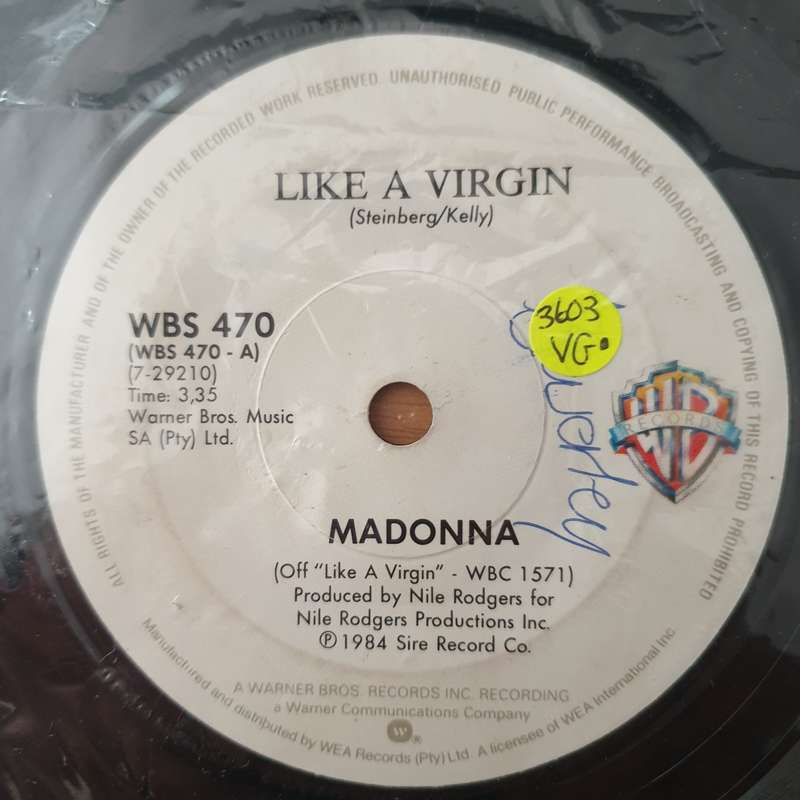 ALL RIGHTS OF THE MANUFACTURER AND OF THE OWNER OF THE RECORDED WORK RESERVED. UNAUTHORISED PUBLIC PERFORMANCE BROADCASTING AND COPYING OF THIS RECORD PROHIBITED
LIKE A VIRGIN
(Steinberg/Kelly)
WBS 470
(WBS 470 - A)
(7-29210)
Time: 3,35
Warner Bros. Music
SA (Pty) Ltd.
3603
VG
RECORDS
MADONNA
(Off "Like A Virgin" - WBC 1571)
Produced by Nile Rodgers for
Nile Rodgers Productions Inc.
℗ 1984 Sire Record Co.
A WARNER BROS. RECORDS INC. RECORDING
a Warner Communications Company
Manufactured and distributed by WEA Records (Pty) Ltd. A licensee of WEA International Inc